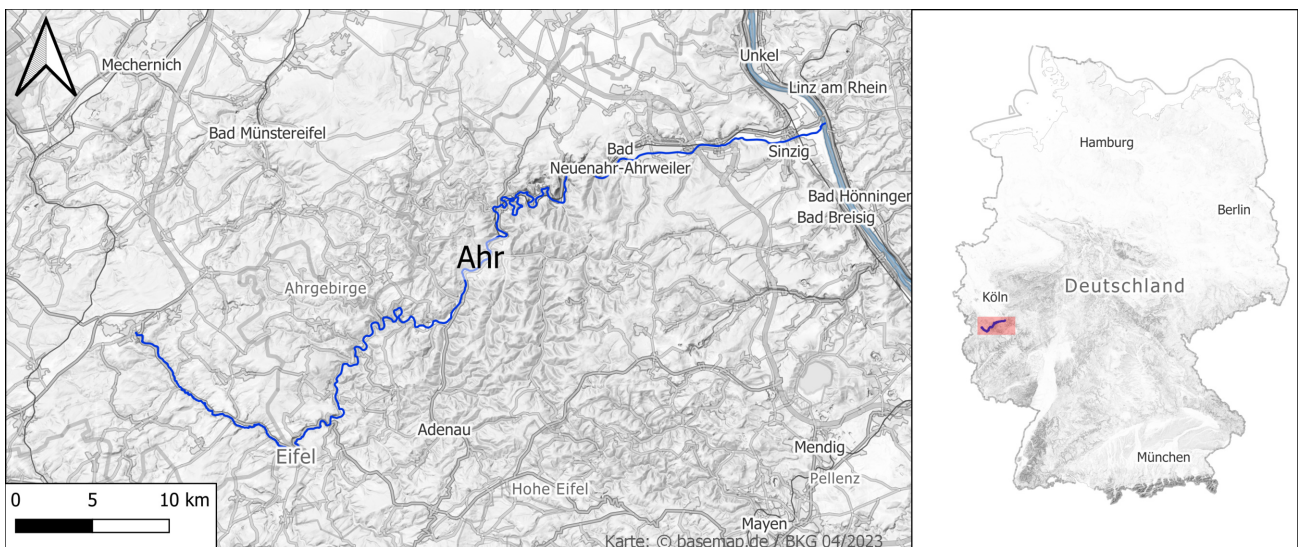 Unkel
Mechernich
Linz am Rhein
Bad Münstereifel
Bad
Neuenahr-Ahrweiler
Sinzig
Bad Hönningen
Bad Breisig
Ahr
Ahrgebirge
Adenau
Eifel
Mendig
Pellenz
Hohe Eifel
Mayen
0 5 10 km
Karte: © basemap.de / BKG 04/2023
Hamburg
Berlin
Deutschland
Köln
München